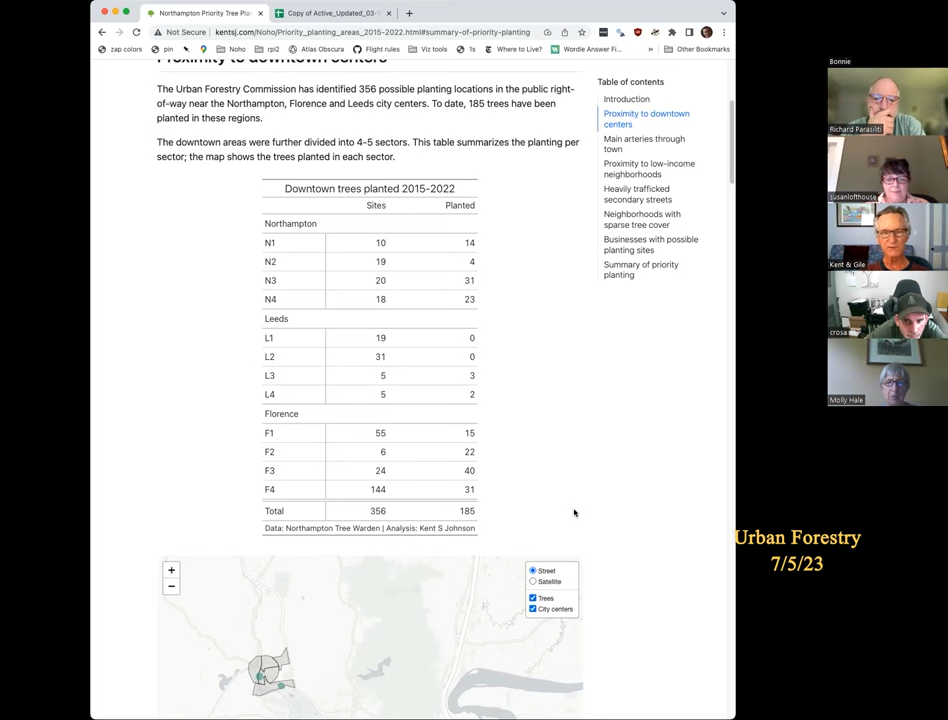 Northampton Priority Tree Plan
Copy of Active_Updated_03-
Not Secure
kentsj.com/Noho/Priority_planting_areas_2015-2022.html#summary-of-priority-planting
zap colors
pin
Noho
rpi2
Atlas Obscura
Flight rules
Viz tools
1s
Where to Live?
Wordle Answer Fi...
Other Bookmarks
Proximity to downtown centers
The Urban Forestry Commission has identified 356 possible planting locations in the public right-
of-way near the Northampton, Florence and Leeds city centers. To date, 185 trees have been
planted in these regions.
The downtown areas were further divided into 4-5 sectors. This table summarizes the planting per
sector; the map shows the trees planted in each sector.
Downtown trees planted 2015-2022
Sites Planted
Northampton
N1 10 14
N2 19 4
N3 20 31
N4 18 23
Leeds
L1 19 0
L2 31 0
L3 5 3
L4 5 2
Florence
F1 55 15
F2 6 22
F3 24 40
F4 144 31
Total 356 185
Data: Northampton Tree Warden | Analysis: Kent S Johnson
+
−
Street
Satellite
Trees
City centers
Table of contents
Introduction
Proximity to downtown
centers
Main arteries through
town
Proximity to low-income
neighborhoods
Heavily trafficked
secondary streets
Neighborhoods with
sparse tree cover
Businesses with possible
planting sites
Summary of priority
planting
Bonnie
Richard Parasiliti
susanlofthouse
Kent & Gile
crosa
Molly Hale
Urban Forestry
7/5/23